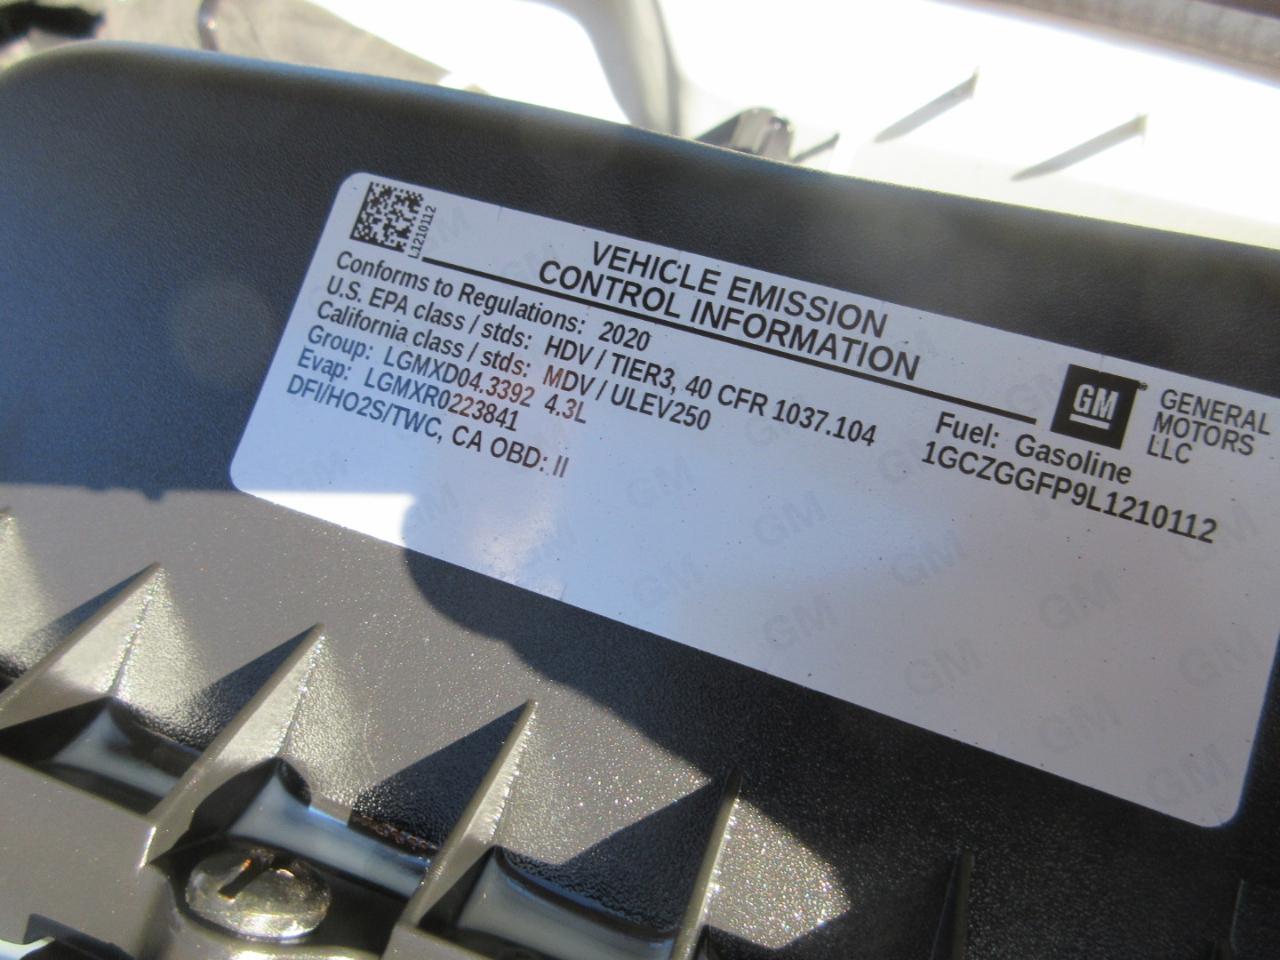 L1210112
VEHICLE EMISSION
CONTROL INFORMATION
Conforms to Regulations: 2020
U.S. EPA class / stds: HDV / TIER3, 40 CFR 1037.104
California class / stds: MDV / ULEV250
Group: LGMXD04.3392 4.3L
Evap: LGMXR0223841
DFI/HO2S/TWC, CA OBD: II
GM
GENERAL
MOTORS
LLC
Fuel: Gasoline
1GCZGGFP9L1210112